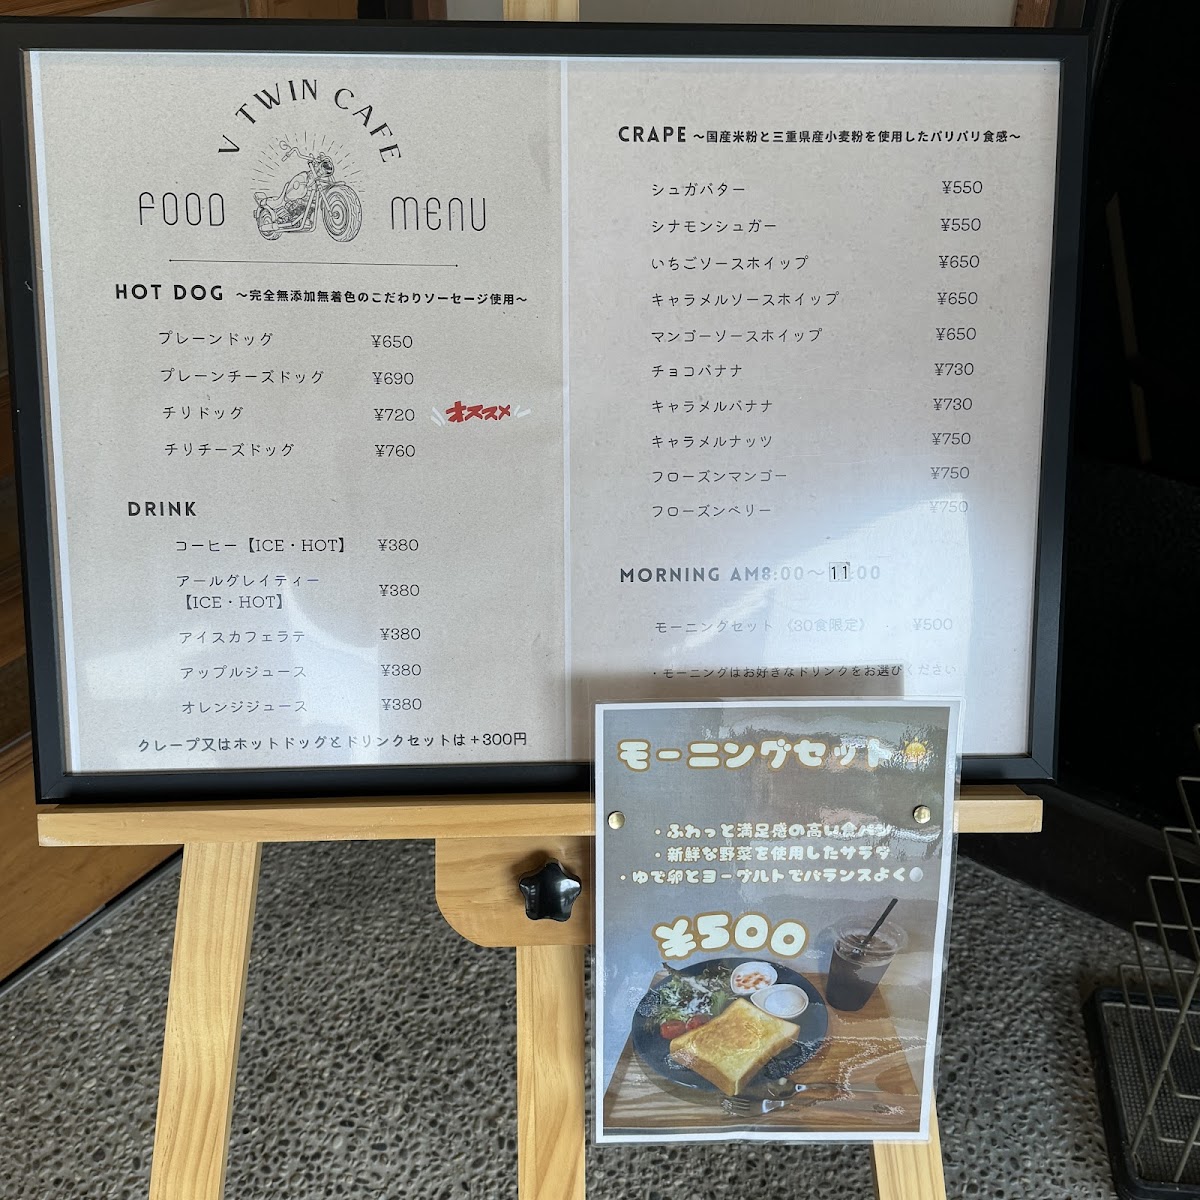 V TWIN CAFE
FOOD MENU
HOT DOG ～完全無添加無着色のこだわりソーセージ使用～
プレーンドッグ ¥650
プレーンチーズドッグ ¥690
チリドッグ ¥720 オススメ
チリチーズドッグ ¥760
DRINK
コーヒー【ICE・HOT】 ¥380
アールグレイティー
【ICE・HOT】 ¥380
アイスカフェラテ ¥380
アップルジュース ¥380
オレンジジュース ¥380
クレープ又はホットドッグとドリンクセットは＋300円
CRAPE ～国産米粉と三重県産小麦粉を使用したパリパリ食感～
シュガバター ¥550
シナモンシュガー ¥550
いちごソースホイップ ¥650
キャラメルソースホイップ ¥650
マンゴーソースホイップ ¥650
チョコバナナ ¥730
キャラメルバナナ ¥730
キャラメルナッツ ¥750
フローズンマンゴー ¥750
フローズンベリー ¥750
MORNING AM8:00～11:00
モーニングセット〈30食限定〉 ¥500
・モーニングはお好きなドリンクをお選びください
モーニングセット
・ふわっと満足感の高い食パン
・新鮮な野菜を使用したサラダ
・ゆで卵とヨーグルトでバランスよく
¥500